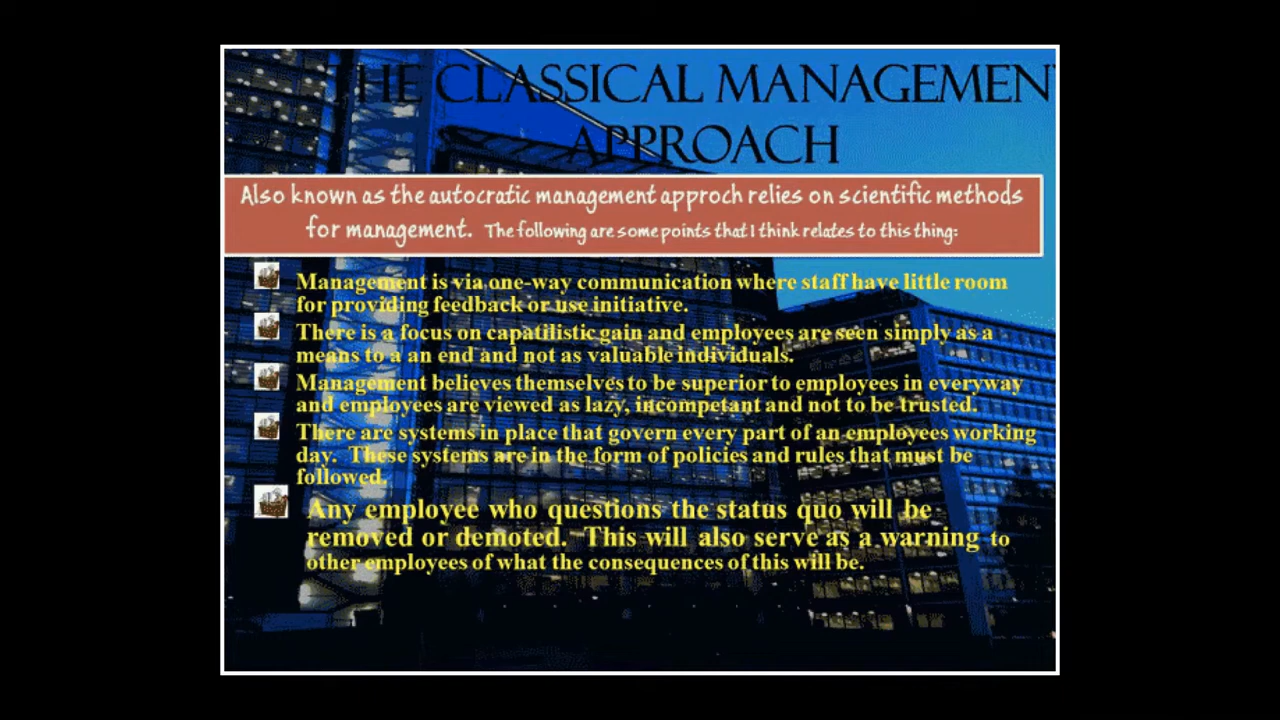 THE CLASSICAL MANAGEMEN
APPROACH
Also known as the autocratic management approch relies on scientific methods
for management. The following are some points that I think relates to this thing:
Management is via one-way communication where staff have little room
for providing feedback or use initiative.
There is a focus on capatilistic gain and employees are seen simply as a
means to a an end and not as valuable individuals.
Management believes themselves to be superior to employees in everyway
and employees are viewed as lazy, incompetant and not to be trusted.
There are systems in place that govern every part of an employees working
day. These systems are in the form of policies and rules that must be
followed.
Any employee who questions the status quo will be
removed or demoted. This will also serve as a warning to
other employees of what the consequences of this will be.